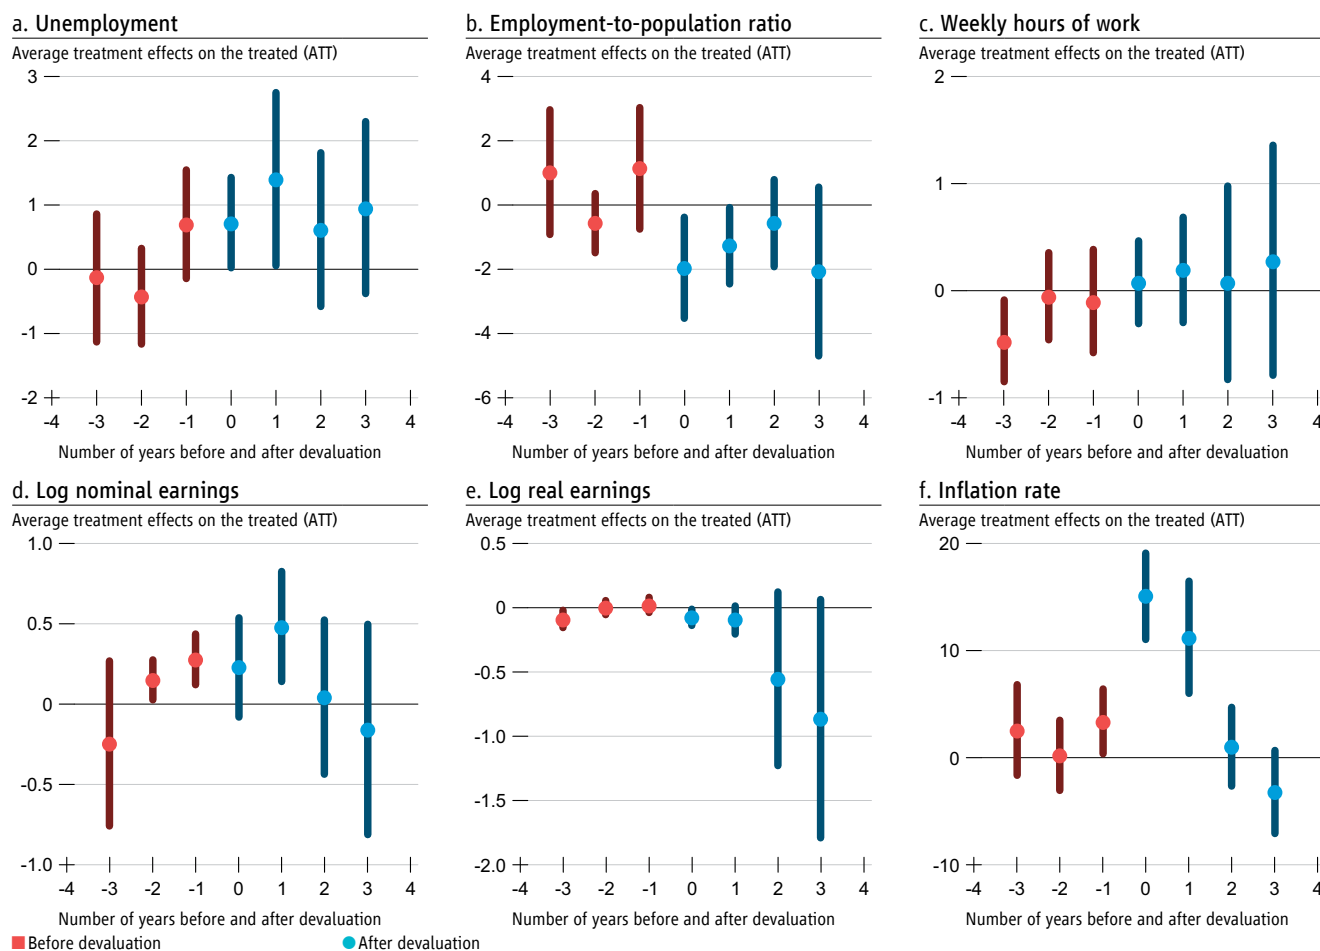 a. Unemployment
Average treatment effects on the treated (ATT)
3
2
1
0
-1
-2
-4 -3 -2 -1 0 1 2 3 4
Number of years before and after devaluation
b. Employment-to-population ratio
Average treatment effects on the treated (ATT)
4
2
0
-2
-4
-6
-4 -3 -2 -1 0 1 2 3 4
Number of years before and after devaluation
c. Weekly hours of work
Average treatment effects on the treated (ATT)
2
1
0
-1
-4 -3 -2 -1 0 1 2 3 4
Number of years before and after devaluation
d. Log nominal earnings
Average treatment effects on the treated (ATT)
1.0
0.5
0
-0.5
-1.0
-4 -3 -2 -1 0 1 2 3 4
Number of years before and after devaluation
e. Log real earnings
Average treatment effects on the treated (ATT)
0.5
0
-0.5
-1.0
-1.5
-2.0
-4 -3 -2 -1 0 1 2 3 4
Number of years before and after devaluation
f. Inflation rate
Average treatment effects on the treated (ATT)
20
10
0
-10
-4 -3 -2 -1 0 1 2 3 4
Number of years before and after devaluation
Before devaluation
After devaluation